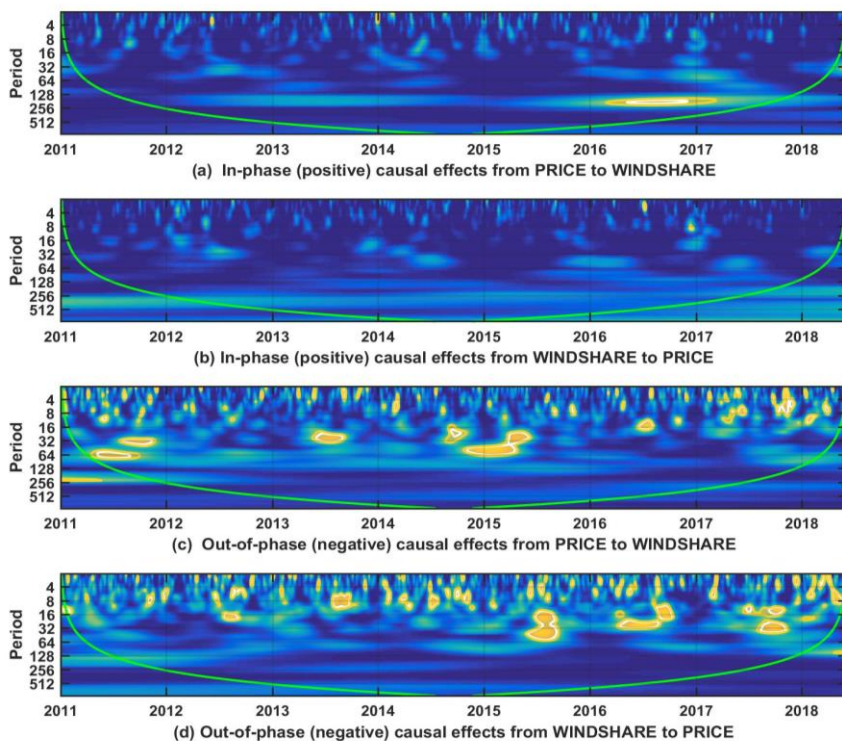 Period
4
8
16
32
64
128
256
512
2011 2012 2013 2014 2015 2016 2017 2018
(a) In-phase (positive) causal effects from PRICE to WINDSHARE
Period
4
8
16
32
64
128
256
512
2011 2012 2013 2014 2015 2016 2017 2018
(b) In-phase (positive) causal effects from WINDSHARE to PRICE
Period
4
8
16
32
64
128
256
512
2011 2012 2013 2014 2015 2016 2017 2018
(c) Out-of-phase (negative) causal effects from PRICE to WINDSHARE
Period
4
8
16
32
64
128
256
512
2011 2012 2013 2014 2015 2016 2017 2018
(d) Out-of-phase (negative) causal effects from WINDSHARE to PRICE